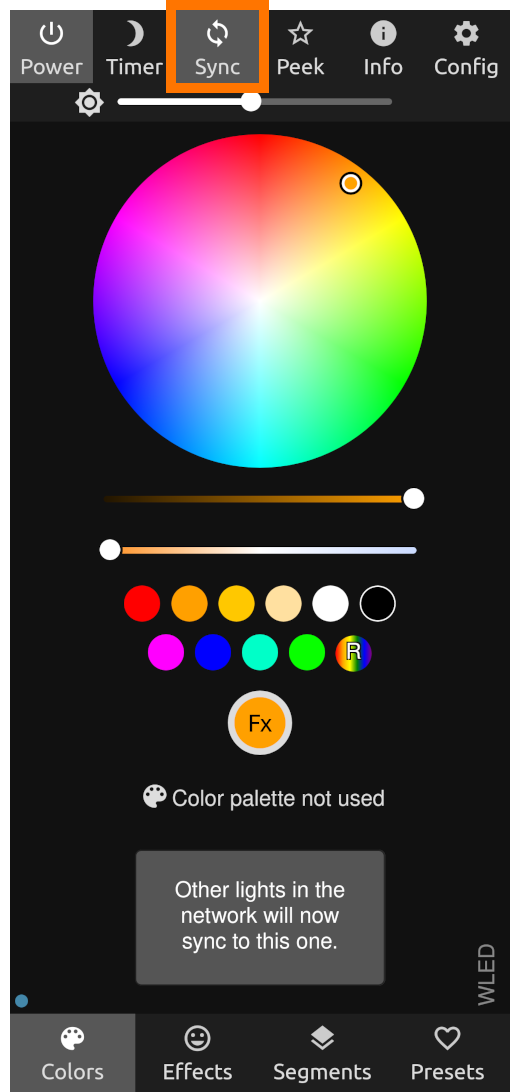 Power Timer Sync Peek Info Config
R
Fx
Color palette not used
Other lights in the
network will now
sync to this one.
WLED
Colors Effects Segments Presets